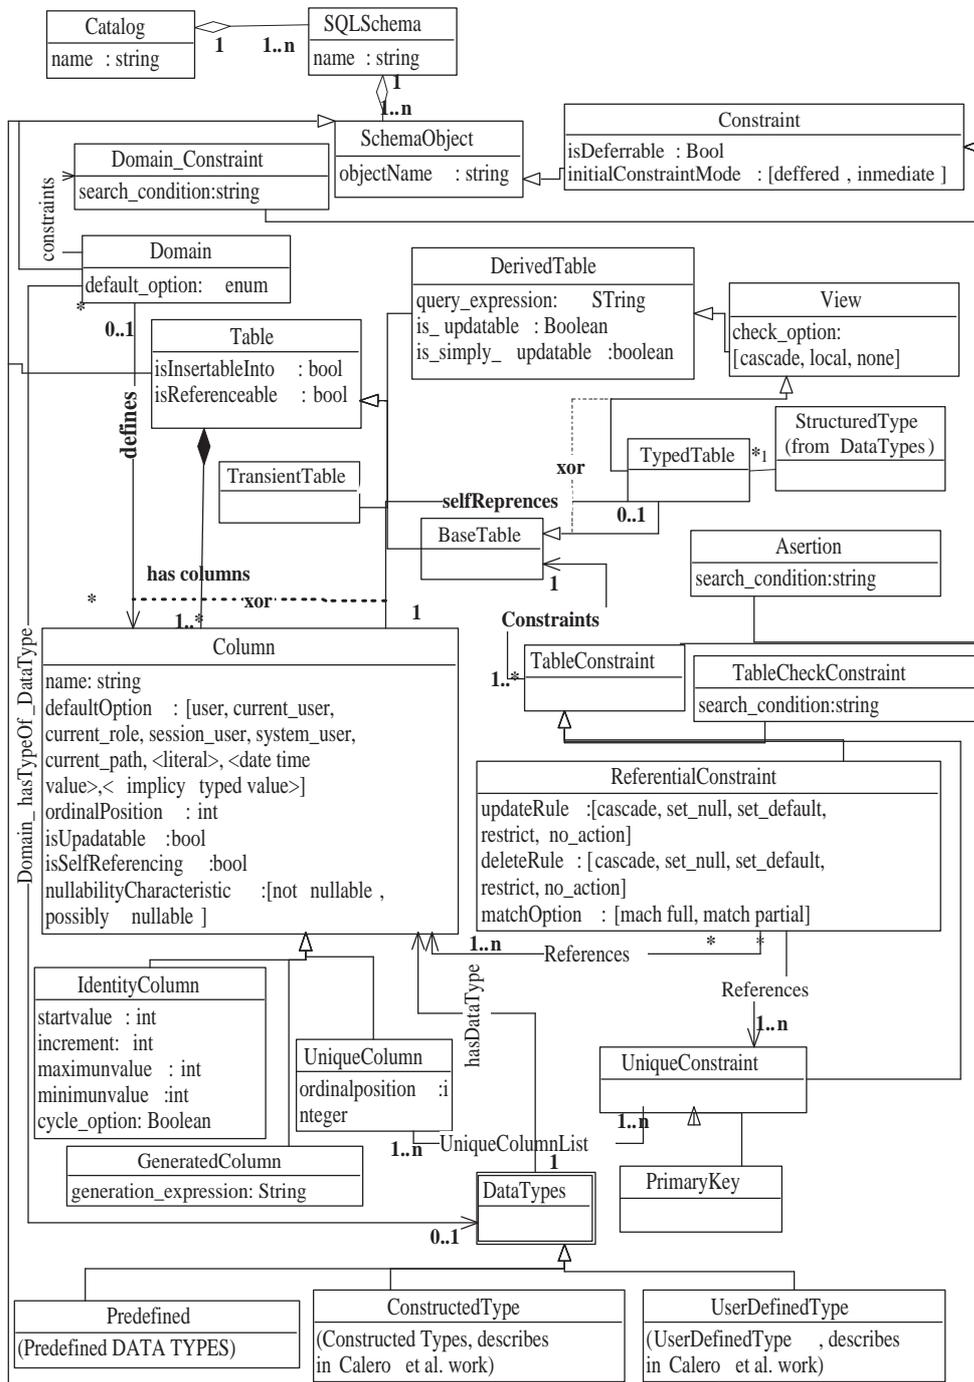 Catalog
name : string
1
1..n
SQLSchema
name : string
1
1..n
SchemaObject
objectName : string
Constraint
isDeferrable : Bool
initialConstraintMode : [deffered , inmediate ]
Domain_Constraint
search_condition:string
constraints
Domain
default_option: enum
*
0..1
defines
Table
isInsertableInto : bool
isReferenceable : bool
DerivedTable
query_expression: STring
is_ updatable : Boolean
is_simply_ updatable :boolean
View
check_option:
[cascade, local, none]
StructuredType
(from DataTypes)
TypedTable
*
1
xor
TransientTable
selfReprences
0..1
BaseTable
1
Asertion
search_condition:string
has columns
*
xor
1..*
1
Constraints
1..*
TableConstraint
TableCheckConstraint
search_condition:string
Domain_ hasTypeOf _DataType
Column
name: string
defaultOption : [user, current_user,
current_role, session_user, system_user,
current_path, <literal>, <date time
value>,< implicy typed value>]
ordinalPosition : int
isUpadatable :bool
isSelfReferencing :bool
nullabilityCharacteristic :[not nullable ,
possibly nullable ]
ReferentialConstraint
updateRule :[cascade, set_null, set_default,
restrict, no_action]
deleteRule : [cascade, set_null, set_default,
restrict, no_action]
matchOption : [mach full, match partial]
1..n
References
*
*
References
1..n
hasDataType
IdentityColumn
startvalue : int
increment: int
maximunvalue : int
minimunvalue :int
cycle_option: Boolean
UniqueColumn
ordinalposition :i
nteger
UniqueConstraint
1..n
UniqueColumnList
1..n
GeneratedColumn
generation_expression: String
1
DataTypes
0..1
PrimaryKey
Predefined
(Predefined DATA TYPES)
ConstructedType
(Constructed Types, describes
in Calero et al. work)
UserDefinedType
(UserDefinedType , describes
in Calero et al. work)